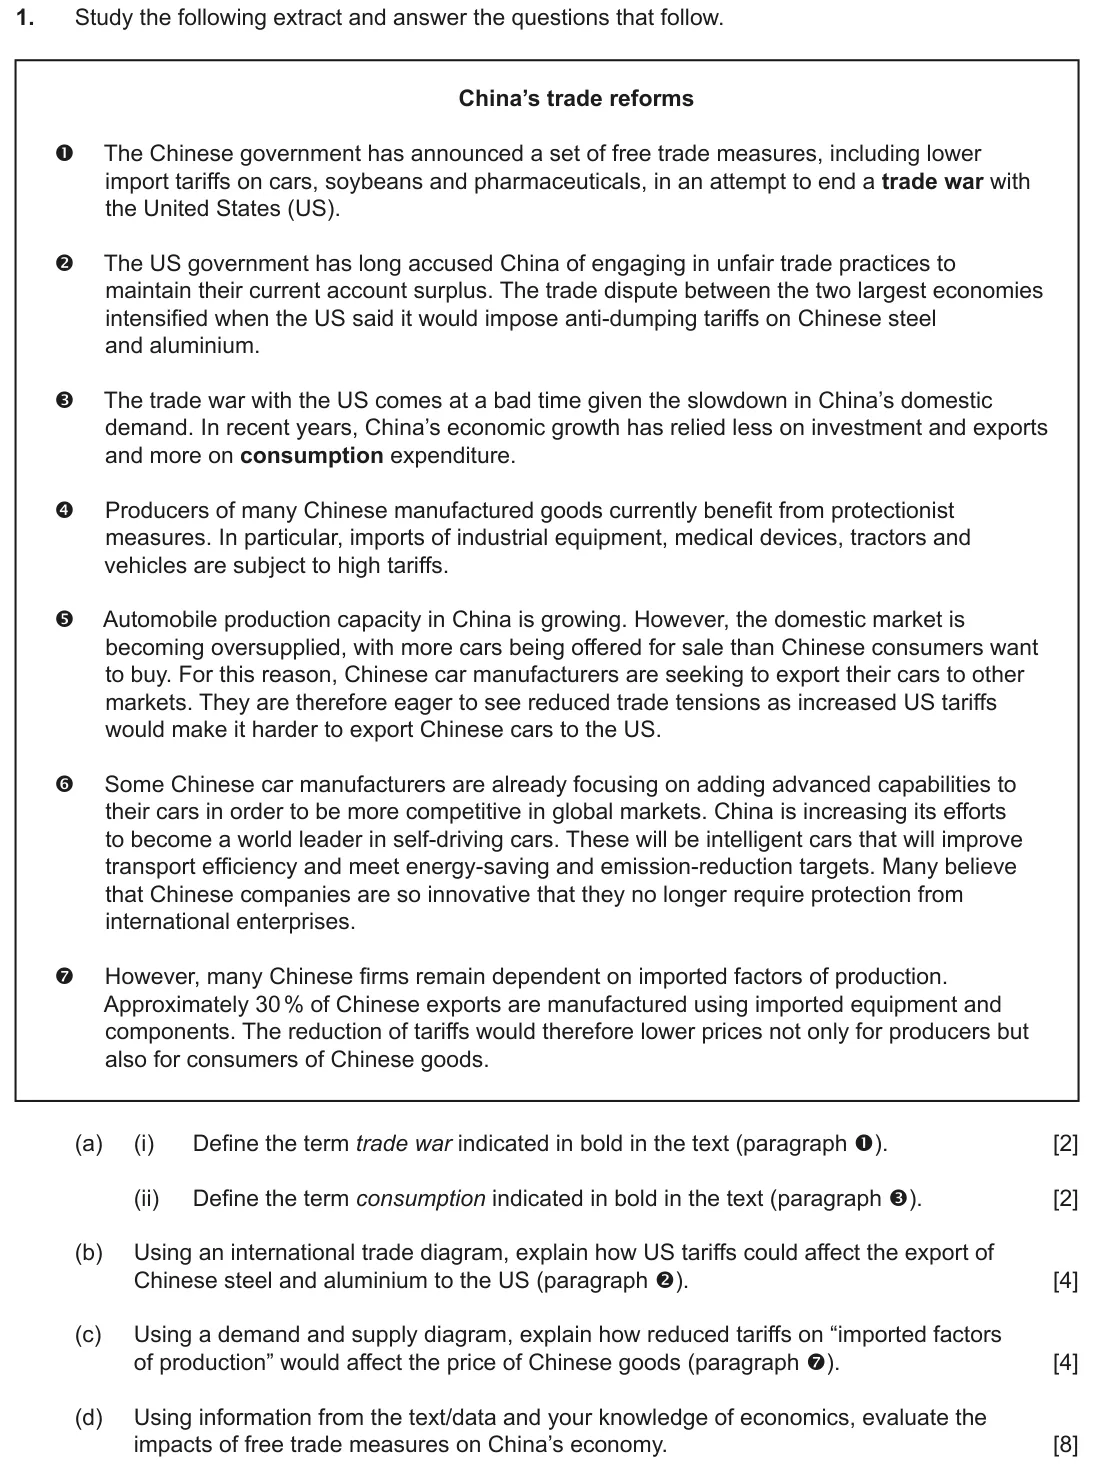 1. Study the following extract and answer the questions that follow.
China’s trade reforms
❶ The Chinese government has announced a set of free trade measures, including lower
import tariffs on cars, soybeans and pharmaceuticals, in an attempt to end a trade war with
the United States (US).
❷ The US government has long accused China of engaging in unfair trade practices to
maintain their current account surplus. The trade dispute between the two largest economies
intensified when the US said it would impose anti-dumping tariffs on Chinese steel
and aluminium.
❸ The trade war with the US comes at a bad time given the slowdown in China’s domestic
demand. In recent years, China’s economic growth has relied less on investment and exports
and more on consumption expenditure.
❹ Producers of many Chinese manufactured goods currently benefit from protectionist
measures. In particular, imports of industrial equipment, medical devices, tractors and
vehicles are subject to high tariffs.
❺ Automobile production capacity in China is growing. However, the domestic market is
becoming oversupplied, with more cars being offered for sale than Chinese consumers want
to buy. For this reason, Chinese car manufacturers are seeking to export their cars to other
markets. They are therefore eager to see reduced trade tensions as increased US tariffs
would make it harder to export Chinese cars to the US.
❻ Some Chinese car manufacturers are already focusing on adding advanced capabilities to
their cars in order to be more competitive in global markets. China is increasing its efforts
to become a world leader in self-driving cars. These will be intelligent cars that will improve
transport efficiency and meet energy-saving and emission-reduction targets. Many believe
that Chinese companies are so innovative that they no longer require protection from
international enterprises.
❼ However, many Chinese firms remain dependent on imported factors of production.
Approximately 30 % of Chinese exports are manufactured using imported equipment and
components. The reduction of tariffs would therefore lower prices not only for producers but
also for consumers of Chinese goods.
(a) (i) Define the term trade war indicated in bold in the text (paragraph ❶). [2]
(ii) Define the term consumption indicated in bold in the text (paragraph ❸). [2]
(b) Using an international trade diagram, explain how US tariffs could affect the export of
Chinese steel and aluminium to the US (paragraph ❷). [4]
(c) Using a demand and supply diagram, explain how reduced tariffs on “imported factors
of production” would affect the price of Chinese goods (paragraph ❼). [4]
(d) Using information from the text/data and your knowledge of economics, evaluate the
impacts of free trade measures on China’s economy. [8]